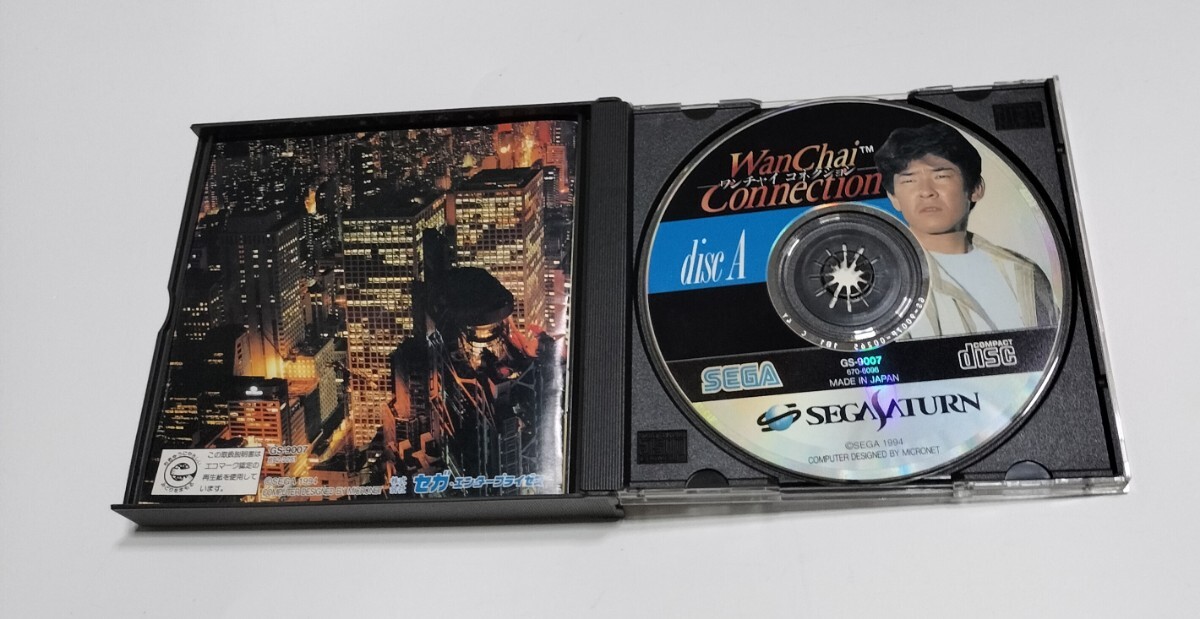 GS-9007
この取扱説明書は
エコマーク認定の
再生紙を使用して
います。
©SEGA 1994
COMPUTER DESIGNED BY MICRONET
株式会社 セガ・エンタープライゼス
WanChai™
ワンチャイ コネクション
Connection
disc A
SEGA
GS-9007
670-6096
MADE IN JAPAN
COMPACT
disc
SEGA SATURN
©SEGA 1994
COMPUTER DESIGNED BY MICRONET